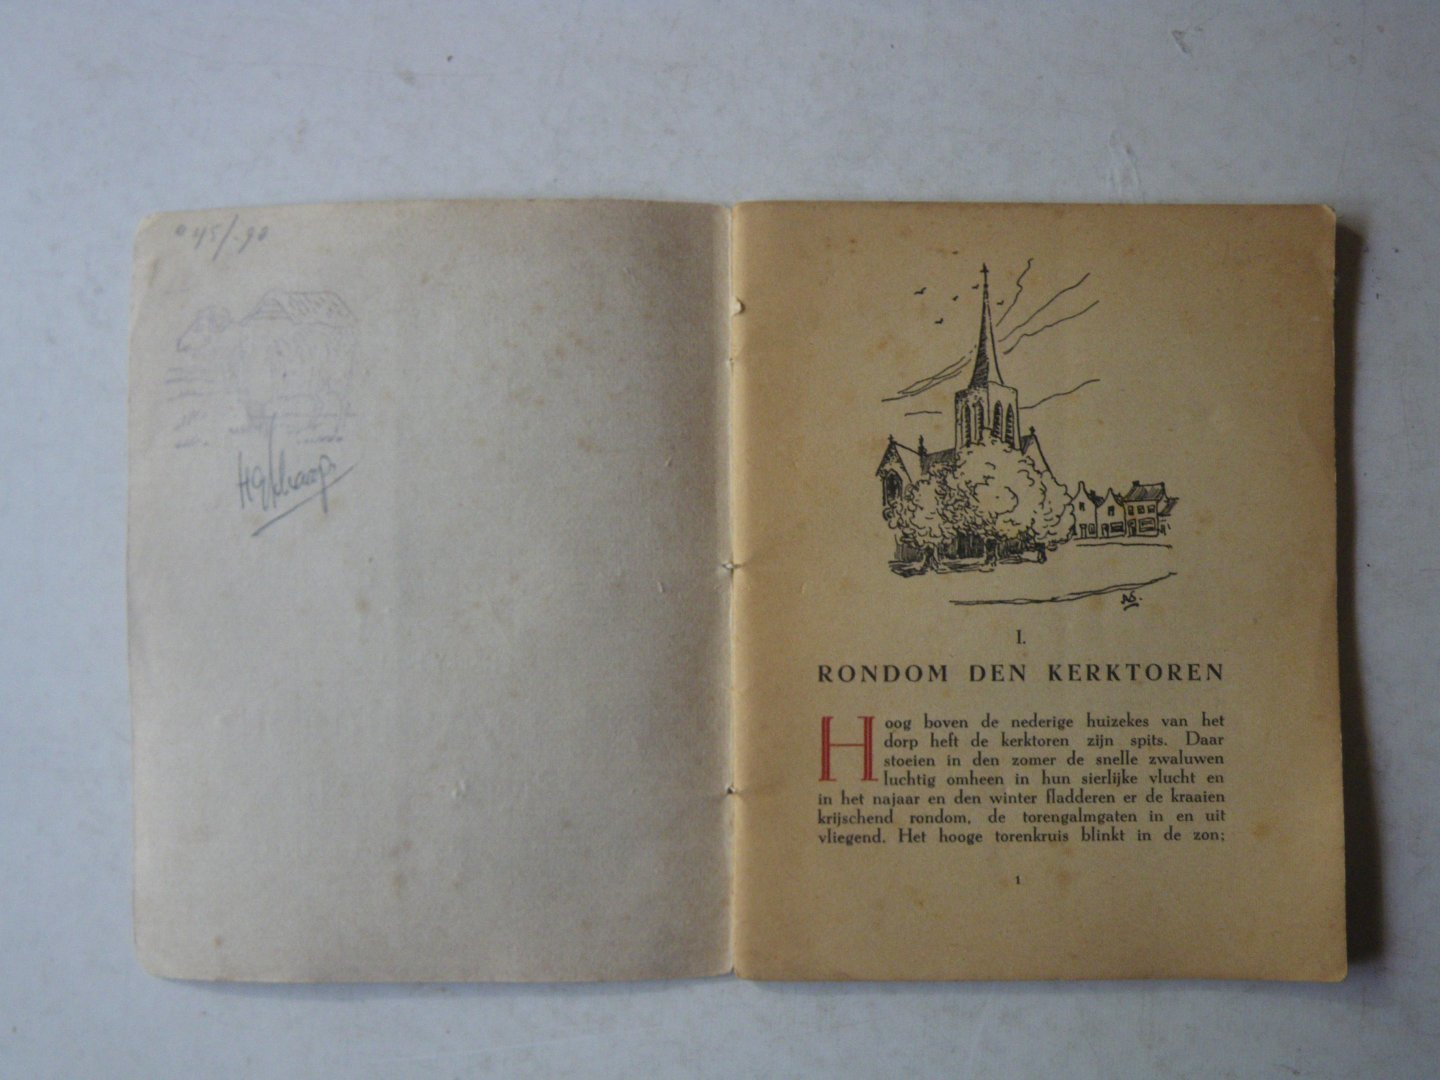 I.
RONDOM DEN KERKTOREN
Hoog boven de nederige huizekes van het
dorp heft de kerktoren zijn spits. Daar
stoeien in den zomer de snelle zwaluwen
luchtig omheen in hun sierlijke vlucht en
in het najaar en den winter fladderen er de kraaien
krijschend rondom, de torengalmgaten in en uit
vliegend. Het hooge torenkruis blinkt in de zon;
1